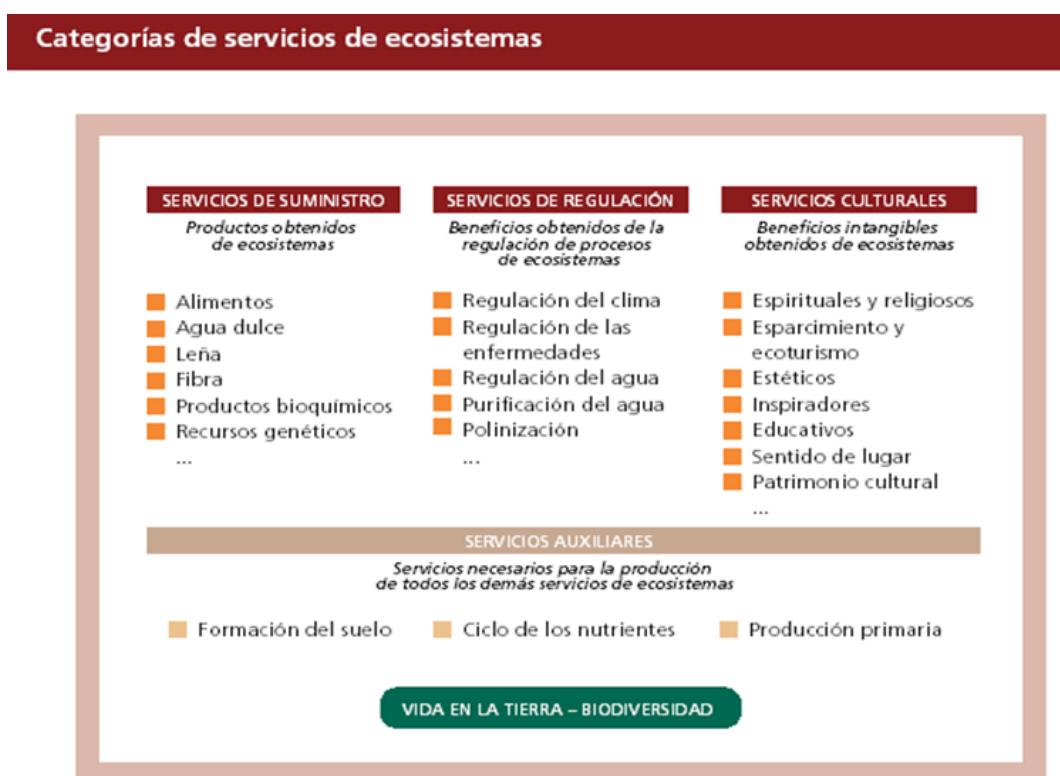 Categorías de servicios de ecosistemas
SERVICIOS DE SUMINISTRO
Productos obtenidos
de ecosistemas
Alimentos
Agua dulce
Leña
Fibra
Productos bioquímicos
Recursos genéticos
...
SERVICIOS DE REGULACIÓN
Beneficios obtenidos de la
regulación de procesos
de ecosistemas
Regulación del clima
Regulación de las
enfermedades
Regulación del agua
Purificación del agua
Polinización
...
SERVICIOS CULTURALES
Beneficios intangibles
obtenidos de ecosistemas
Espirituales y religiosos
Esparcimiento y
ecoturismo
Estéticos
Inspiradores
Educativos
Sentido de lugar
Patrimonio cultural
...
SERVICIOS AUXILIARES
Servicios necesarios para la producción
de todos los demás servicios de ecosistemas
Formación del suelo
Ciclo de los nutrientes
Producción primaria
VIDA EN LA TIERRA – BIODIVERSIDAD